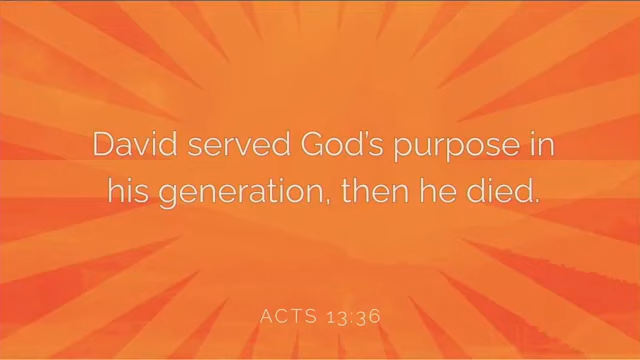 David served God's purpose in
his generation, then he died.
ACTS 13:36